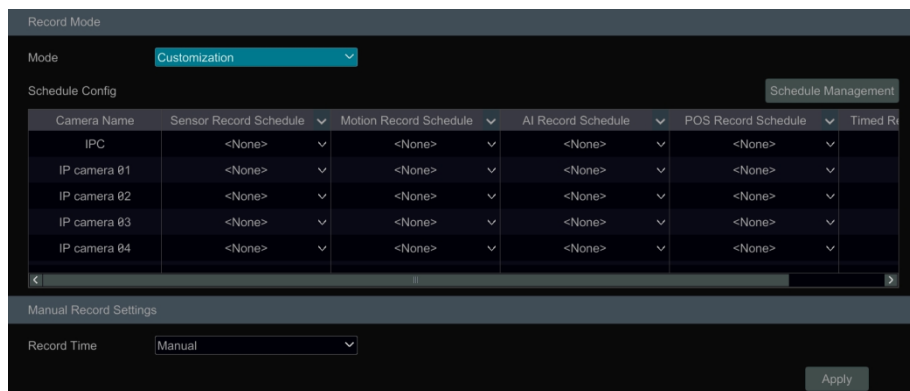 Record Mode
Mode Customization
Schedule Config Schedule Management
Camera Name Sensor Record Schedule Motion Record Schedule AI Record Schedule POS Record Schedule Timed Re
IPC <None> <None> <None> <None>
IP camera 01 <None> <None> <None> <None>
IP camera 02 <None> <None> <None> <None>
IP camera 03 <None> <None> <None> <None>
IP camera 04 <None> <None> <None> <None>
Manual Record Settings
Record Time Manual
Apply